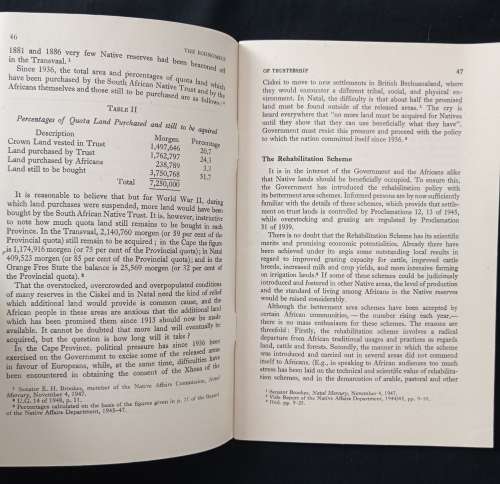 46
THE ECONOMICS
1881 and 1886 very few Native reserves had been beaconed off
in the Transvaal.¹
Since 1936, the total area and percentages of quota land which
have been purchased by the South African Native Trust and by the
Africans themselves and those still to be purchased are as follows:
TABLE II
Percentages of Quota Land Purchased and still to be aquired
Description Morgen Percentage
Crown Land vested in Trust 1,497,646 20,7
Land purchased by Trust 1,762,797 24,3
Land purchased by Africans 238,789 3,3
Land still to be bought 3,750,768 51,7
Total 7,250,000
It is reasonable to believe that but for World War II, during
which land purchases were suspended, more land would have been
bought by the South African Native Trust. It is, however, instructive
to note how much quota land still remains to be bought in each
Province. In the Transvaal, 2,140,760 morgen (or 59 per cent of the
Provincial quota) still remain to be acquired; in the Cape the figure
is 1,174,916 morgen (or 73 per cent of the Provincial quota); in Natal
409,523 morgen (or 85 per cent of the Provincial quota); and in the
Orange Free State the balance is 25,569 morgen (or 32 per cent of
the Provincial quota).
That the overstocked, overcrowded and overpopulated conditions
of many reserves in the Ciskei and in Natal need the kind of relief
which additional land would provide is common cause, and the
African people in these areas are anxious that the additional land
which has been promised them since 1913 should be made
available. It cannot be doubted that more land will eventually be
acquired, but the question is how long will it take?
In the Cape Province, political pressure has since 1936 been
exercised on the Government to excise some of the released areas
in favour of Europeans, while, at the same time, difficulties have
been encountered in obtaining the consent of the Xhosa of the
¹ Senator E. H. Brookes, member of the Native Affairs Commission, Natal
Mercury, November 4, 1947.
² U.G. 14 of 1948, p. 11.
³ Percentages calculated on the basis of the figures given in p. 11 of the Report
of the Native Affairs Department, 1945-47.
OF TRUSTEESHIP
47
Ciskei to move to new settlements in British Bechuanaland, where
they would encounter a different tribal, social, and physical en-
vironment. In Natal, the difficulty is that about half the promised
land must be found outside of the released areas.¹ The cry is
heard everywhere that "no more land must be acquired for Natives
until they show that they can use beneficially what they have".
Government must resist this pressure and proceed with the policy
to which the nation committed itself since 1936.
The Rehabilitation Scheme
It is in the interest of the Government and the Africans alike
that Native lands should be beneficially occupied. To ensure this,
the Government has introduced the rehabilitation policy with
its betterment schemes. Informed persons are by now sufficiently
familiar with the details of these schemes, which provide that settle-
ment on trust lands is controlled by Proclamations 12, 13 of 1945,
while overstocking and grazing are regulated by Proclamation
31 of 1939.
There is no doubt that the Rehabilitation Scheme has its scientific
merits and promising economic potentialities. Already there have
been achieved under its aegis some outstanding local results in
regard to improved grazing capacity for cattle, improved cattle
breeds, increased milk and crop yields, and more intensive farming
on irrigation lands. If some of these schemes could be judiciously
introduced and fostered in other Native areas, the level of production
and the standard of living among Africans in the Native reserves
would be raised considerably.
Although the betterment area schemes have been accepted by
certain African communities, — the number rising each year,—
there is no mass enthusiasm for these schemes. The reasons are
threefold: Firstly, the rehabilitation scheme involves a radical
departure from African traditional usages and practices as regards
land, cattle and forests. Secondly, the manner in which the scheme
was introduced and carried out in several areas did not commend
itself to Africans. (E.g., in speaking to African audiences too much
stress has been laid on the technical and scientific value of rehabilita-
tion schemes, and in the demarcation of arable, pastoral and other
¹ Senator Brookes, Natal Mercury, November 4, 1947.
² Vide Report of the Native Affairs Department, 1944/45, pp. 9-10.
³ Ibid. pp. 9-25.